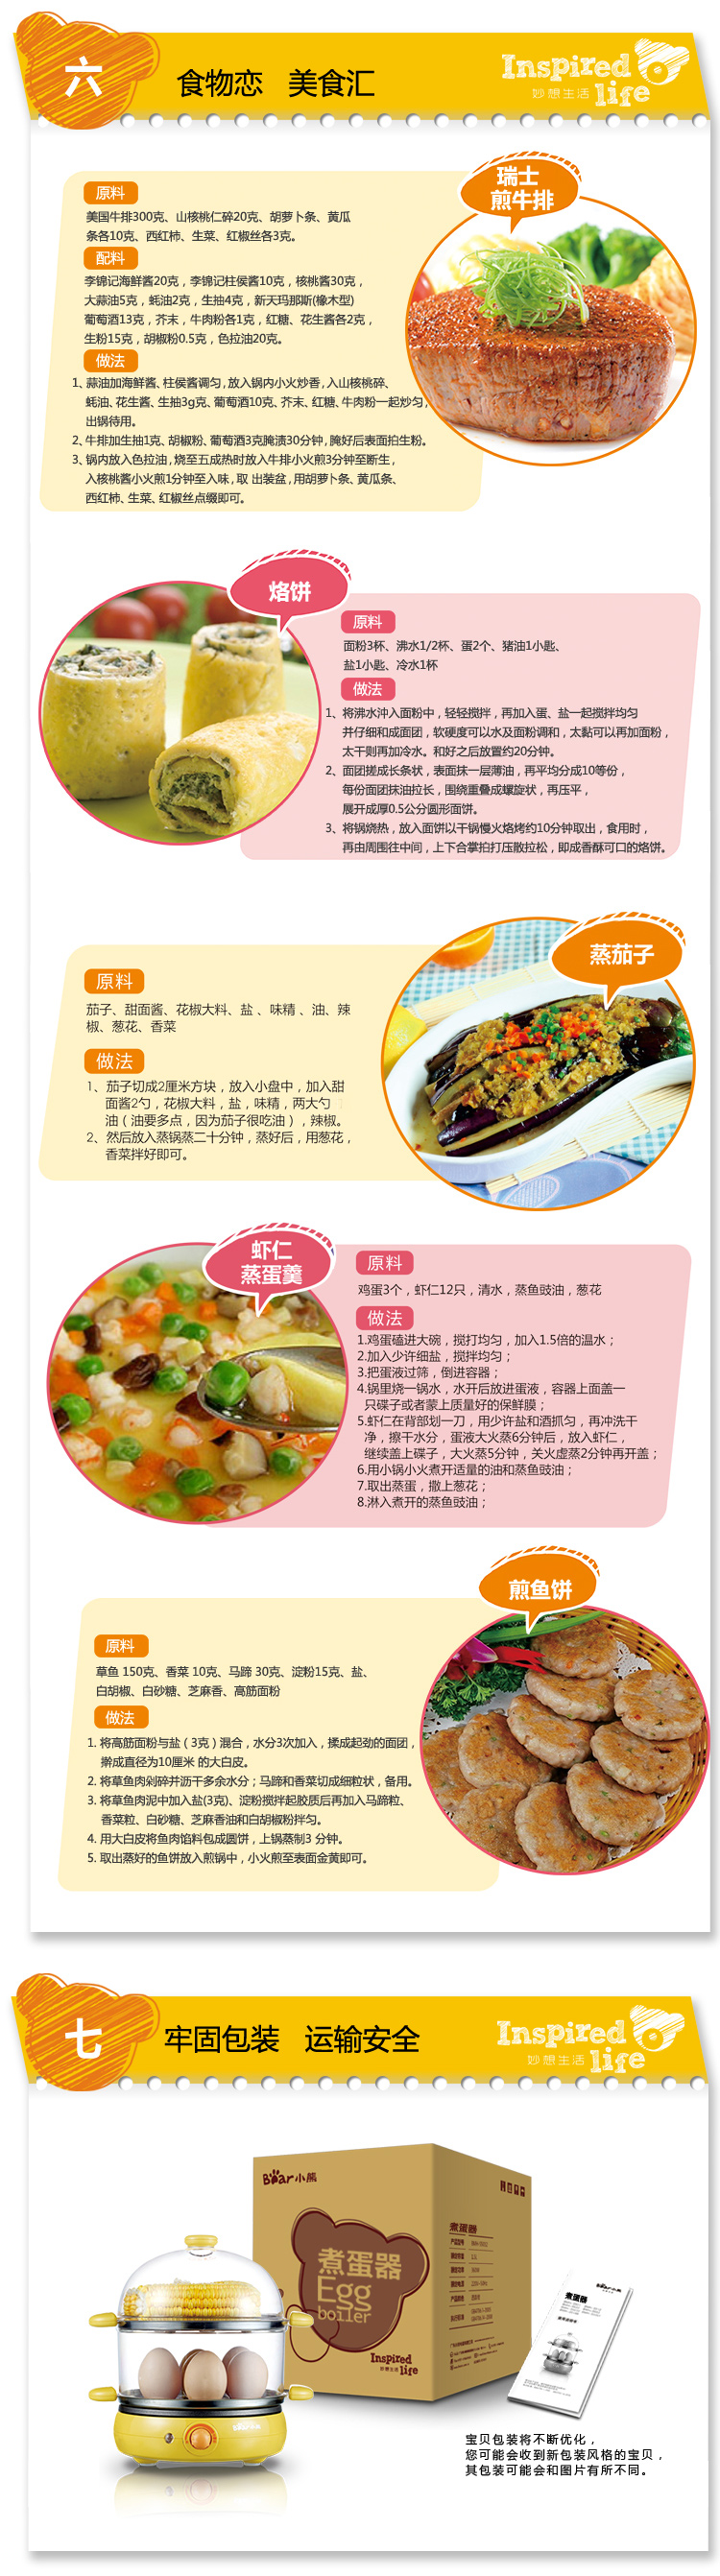 六
食物恋 美食汇
Inspired
妙想生活 life
瑞士
煎牛排
原料
美国牛排300克、山核桃仁碎20克、胡萝卜条、黄瓜
条各10克、西红柿、生菜、红椒丝各3克。
配料
李锦记海鲜酱20克，李锦记柱侯酱10克，核桃酱30克，
大蒜油5克，蚝油2克，生抽4克，新天玛那斯(橡木型)
葡萄酒13克，芥末，牛肉粉各1克，红糖、花生酱各2克，
生粉15克，胡椒粉0.5克，色拉油20克。
做法
1、蒜油加海鲜酱、柱侯酱调匀,放入锅内小火炒香,入山核桃碎、
蚝油、花生酱、生抽3g克、葡萄酒10克、芥末、红糖、牛肉粉一起炒匀,
出锅待用。
2、牛排加生抽1克、胡椒粉、葡萄酒3克腌渍30分钟,腌好后表面拍生粉。
3、锅内放入色拉油,烧至五成热时放入牛排小火煎3分钟至断生,
入核桃酱小火煎1分钟至入味,取 出装盆,用胡萝卜条、黄瓜条、
西红柿、生菜、红椒丝点缀即可。
烙饼
原料
面粉3杯、沸水1/2杯、蛋2个、猪油1小匙、
盐1小匙、冷水1杯
做法
1、将沸水冲入面粉中，轻轻搅拌，再加入蛋、盐一起搅拌均匀
并仔细和成面团，软硬度可以水及面粉调和，太黏可以再加面粉，
太干则再加冷水。和好之后放置约20分钟。
2、面团搓成长条状，表面抹一层薄油，再平均分成10等份，
每份面团抹油拉长，围绕重叠成螺旋状，再压平，
展开成厚0.5公分圆形面饼。
3、将锅烧热，放入面饼以干锅慢火烙烤约10分钟取出，食用时，
再由周围往中间，上下合掌拍打压散拉松，即成香酥可口的烙饼。
蒸茄子
原料
茄子、甜面酱、花椒大料、盐 、味精 、油、辣
椒、葱花、香菜
做法
1、茄子切成2厘米方块，放入小盘中，加入甜
面酱2勺，花椒大料，盐，味精，两大勺
油（油要多点，因为茄子很吃油），辣椒。
2、然后放入蒸锅蒸二十分钟，蒸好后，用葱花，
香菜拌好即可。
虾仁
蒸蛋羹
原料
鸡蛋3个，虾仁12只，清水，蒸鱼豉油，葱花
做法
1.鸡蛋磕进大碗，搅打均匀，加入1.5倍的温水；
2.加入少许细盐，搅拌均匀；
3.把蛋液过筛，倒进容器；
4.锅里烧一锅水，水开后放进蛋液，容器上面盖一
只碟子或者蒙上质量好的保鲜膜；
5.虾仁在背部划一刀，用少许盐和酒抓匀，再冲洗干
净，擦干水分，蛋液大火蒸6分钟后，放入虾仁，
继续盖上碟子，大火蒸5分钟，关火虚蒸2分钟再开盖；
6.用小锅小火煮开适量的油和蒸鱼豉油；
7.取出蒸蛋，撒上葱花；
8.淋入煮开的蒸鱼豉油；
煎鱼饼
原料
草鱼 150克、香菜 10克、马蹄 30克、淀粉15克、盐、
白胡椒、白砂糖、芝麻香、高筋面粉
做法
1. 将高筋面粉与盐（3克）混合，水分3次加入，揉成起劲的面团，
擀成直径为10厘米 的大白皮。
2. 将草鱼肉剁碎并沥干多余水分；马蹄和香菜切成细粒状，备用。
3. 将草鱼肉泥中加入盐(3克)、淀粉搅拌起胶质后再加入马蹄粒、
香菜粒、白砂糖、芝麻香油和白胡椒粉拌匀。
4. 用大白皮将鱼肉馅料包成圆饼，上锅蒸制3 分钟。
5. 取出蒸好的鱼饼放入煎锅中，小火煎至表面金黄即可。
七
牢固包装 运输安全
Inspired
妙想生活 life
Bear小熊
煮蛋器
Egg
boiler
Inspired
妙想生活 life
煮蛋器
Bear小熊
煮蛋器
宝贝包装将不断优化，
您可能会收到新包装风格的宝贝，
其包装可能会和图片有所不同。